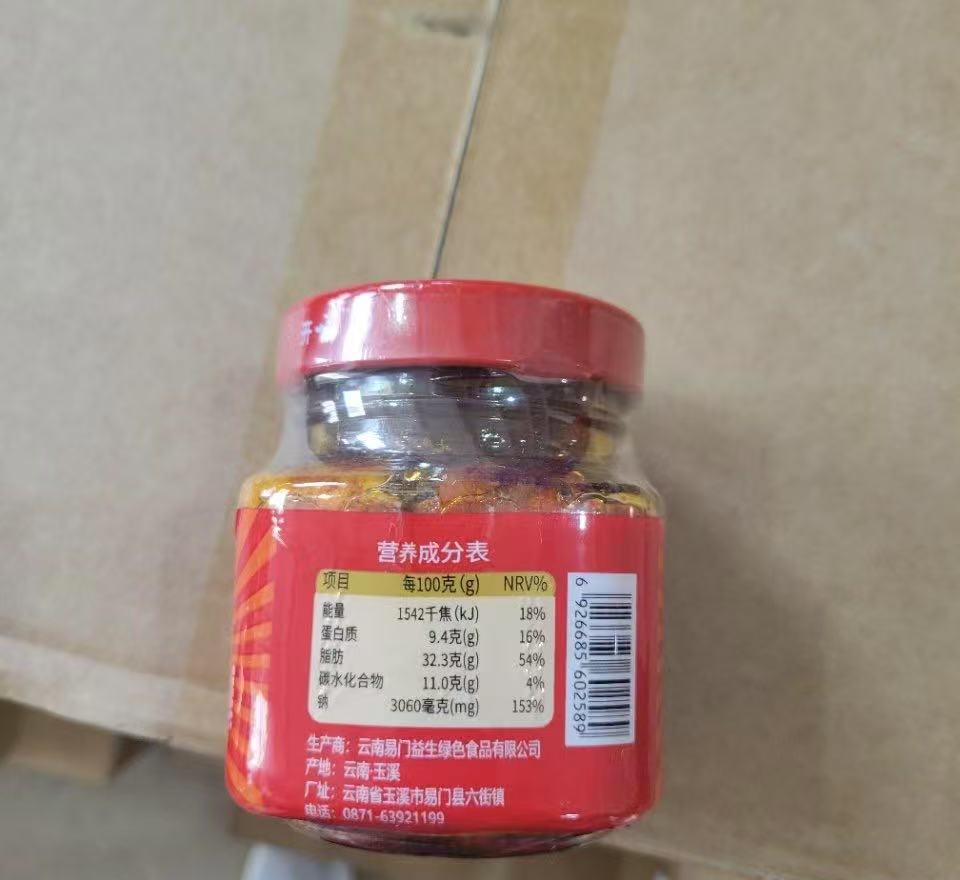 营养成分表
项目 每100克(g) NRV%
能量 1542千焦(kJ) 18%
蛋白质 9.4克(g) 16%
脂肪 32.3克(g) 54%
碳水化合物 11.0克(g) 4%
钠 3060毫克(mg) 153%
6 926685 602589
生产商：云南易门益生绿色食品有限公司
产地：云南·玉溪
厂址：云南省玉溪市易门县六街镇
电话：0871-63921199